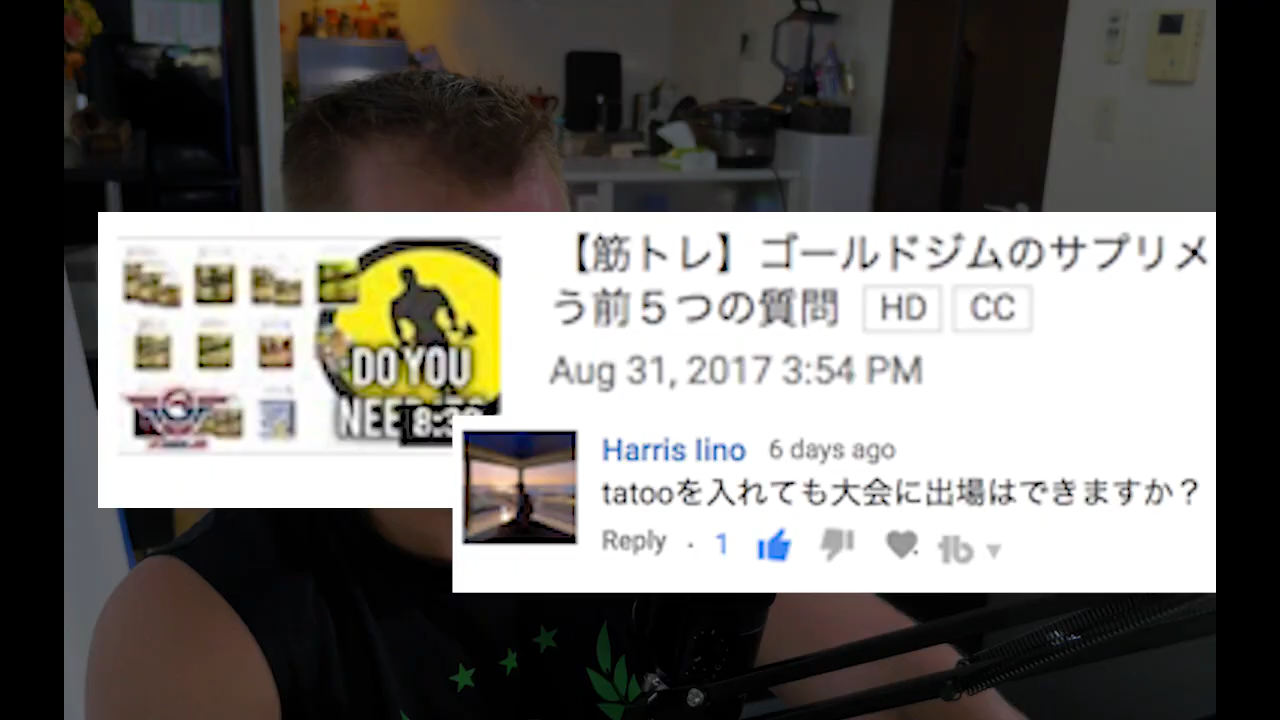 【筋トレ】ゴールドジムのサプリメ
う前5つの質問 HD CC
Aug 31, 2017 3:54 PM
DO YOU
NEE
8:3
Harris Iino 6 days ago
tatooを入れても大会に出場はできますか？
Reply · 1